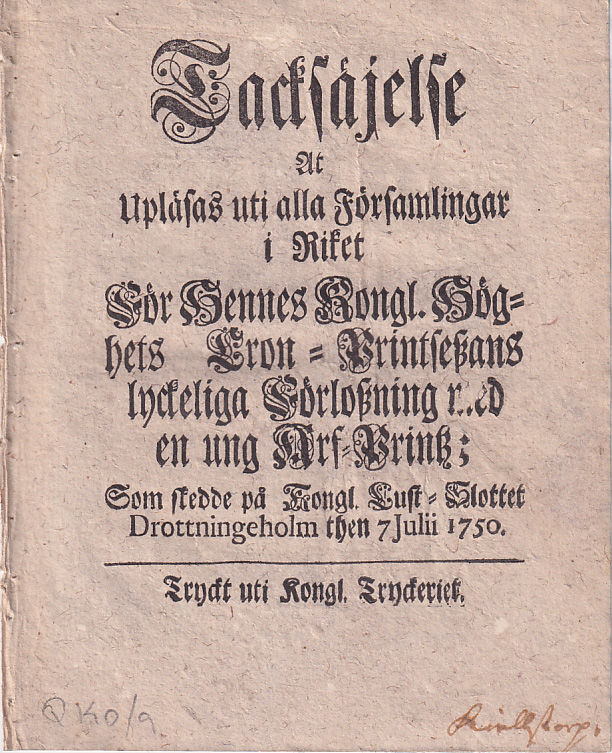 Tacksäjelse
At
Upläsas uti alla Församlingar
i Riket
För Hennes Kongl. Hög=
hets Cron=Printseßans
lyckeliga Förloßning med
en ung Arf=Printz;
Som skedde på Kongl. Lust=Slottet
Drottningeholm then 7 Julii 1750.
Tryckt uti Kongl. Tryckeriet.